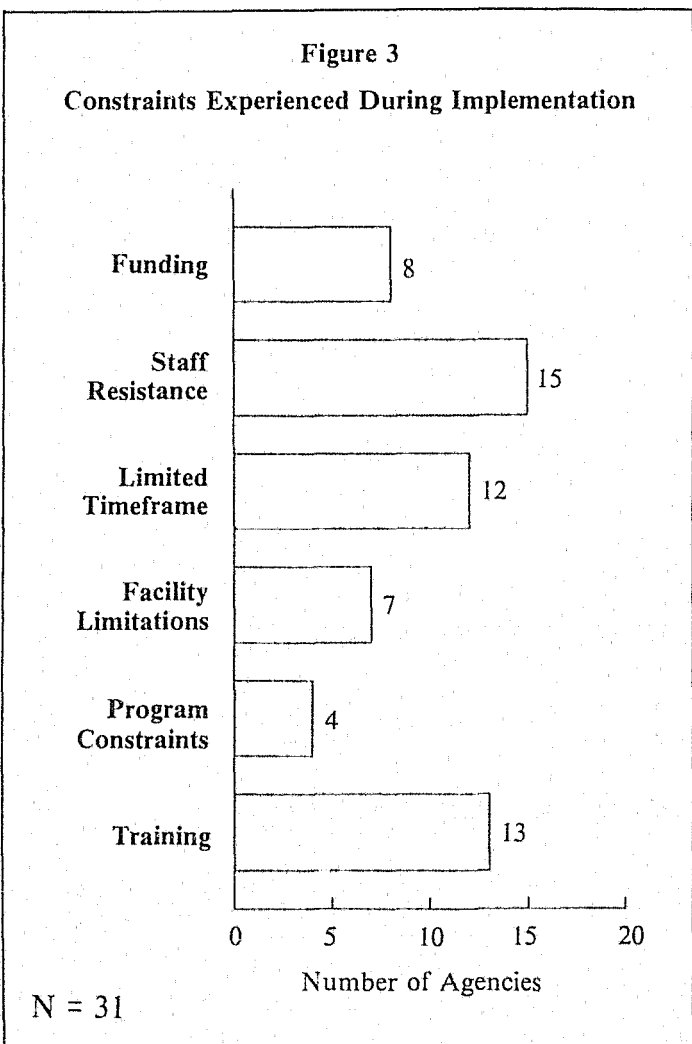 Figure 3
Constraints Experienced During Implementation
Funding
8
Staff
Resistance
15
Limited
Timeframe
12
Facility
Limitations
7
Program
Constraints
4
Training
13
0 5 10 15 20
Number of Agencies
N = 31